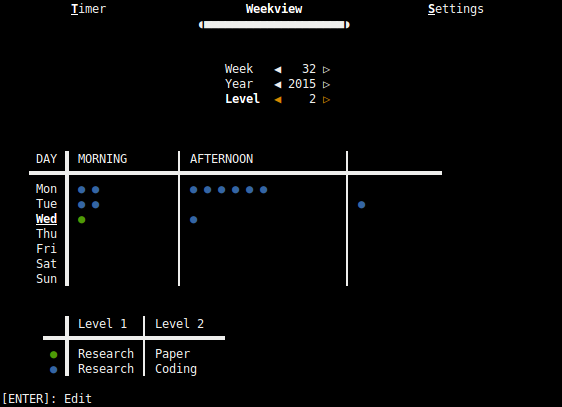 Timer Weekview Settings
Week ◀ 32 ▷
Year ◀ 2015 ▷
Level ◀ 2 ▷
DAY MORNING AFTERNOON
Mon
Tue
Wed
Thu
Fri
Sat
Sun
Level 1 Level 2
Research Paper
Research Coding
[ENTER]: Edit